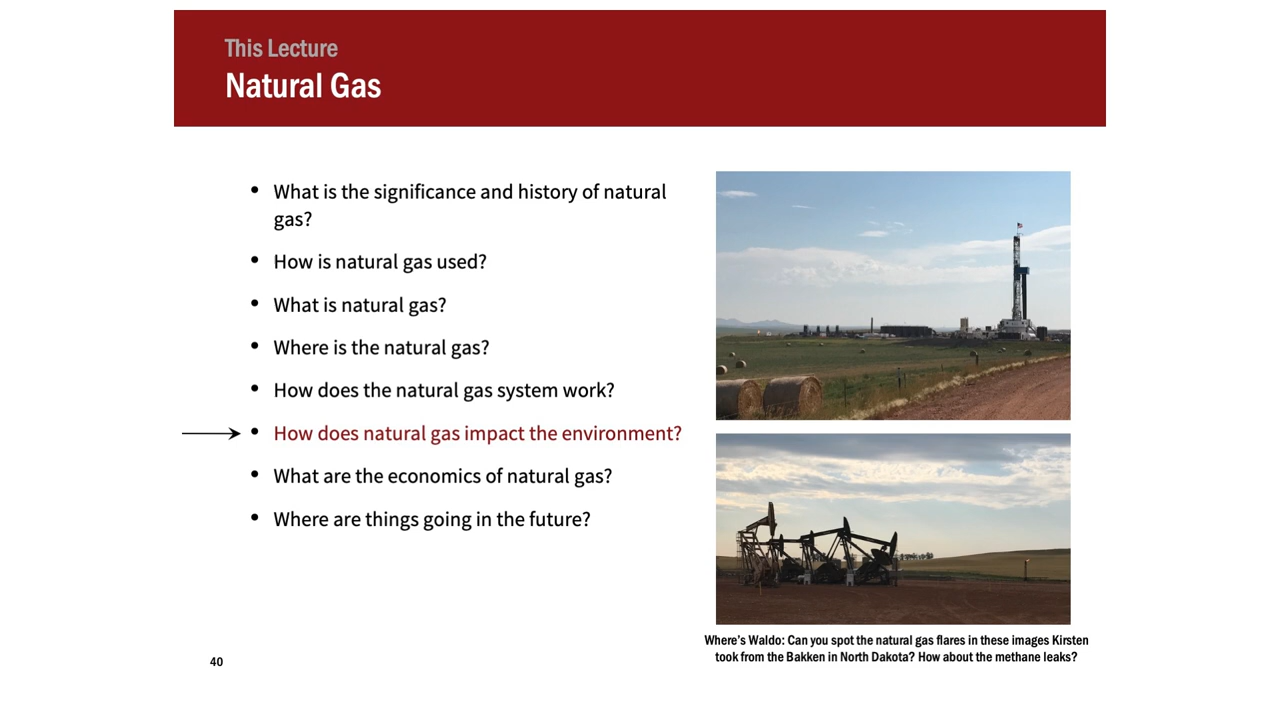 This Lecture
Natural Gas
• What is the significance and history of natural
gas?
• How is natural gas used?
• What is natural gas?
• Where is the natural gas?
• How does the natural gas system work?
• How does natural gas impact the environment?
• What are the economics of natural gas?
• Where are things going in the future?
Where’s Waldo: Can you spot the natural gas flares in these images Kirsten
took from the Bakken in North Dakota? How about the methane leaks?
40